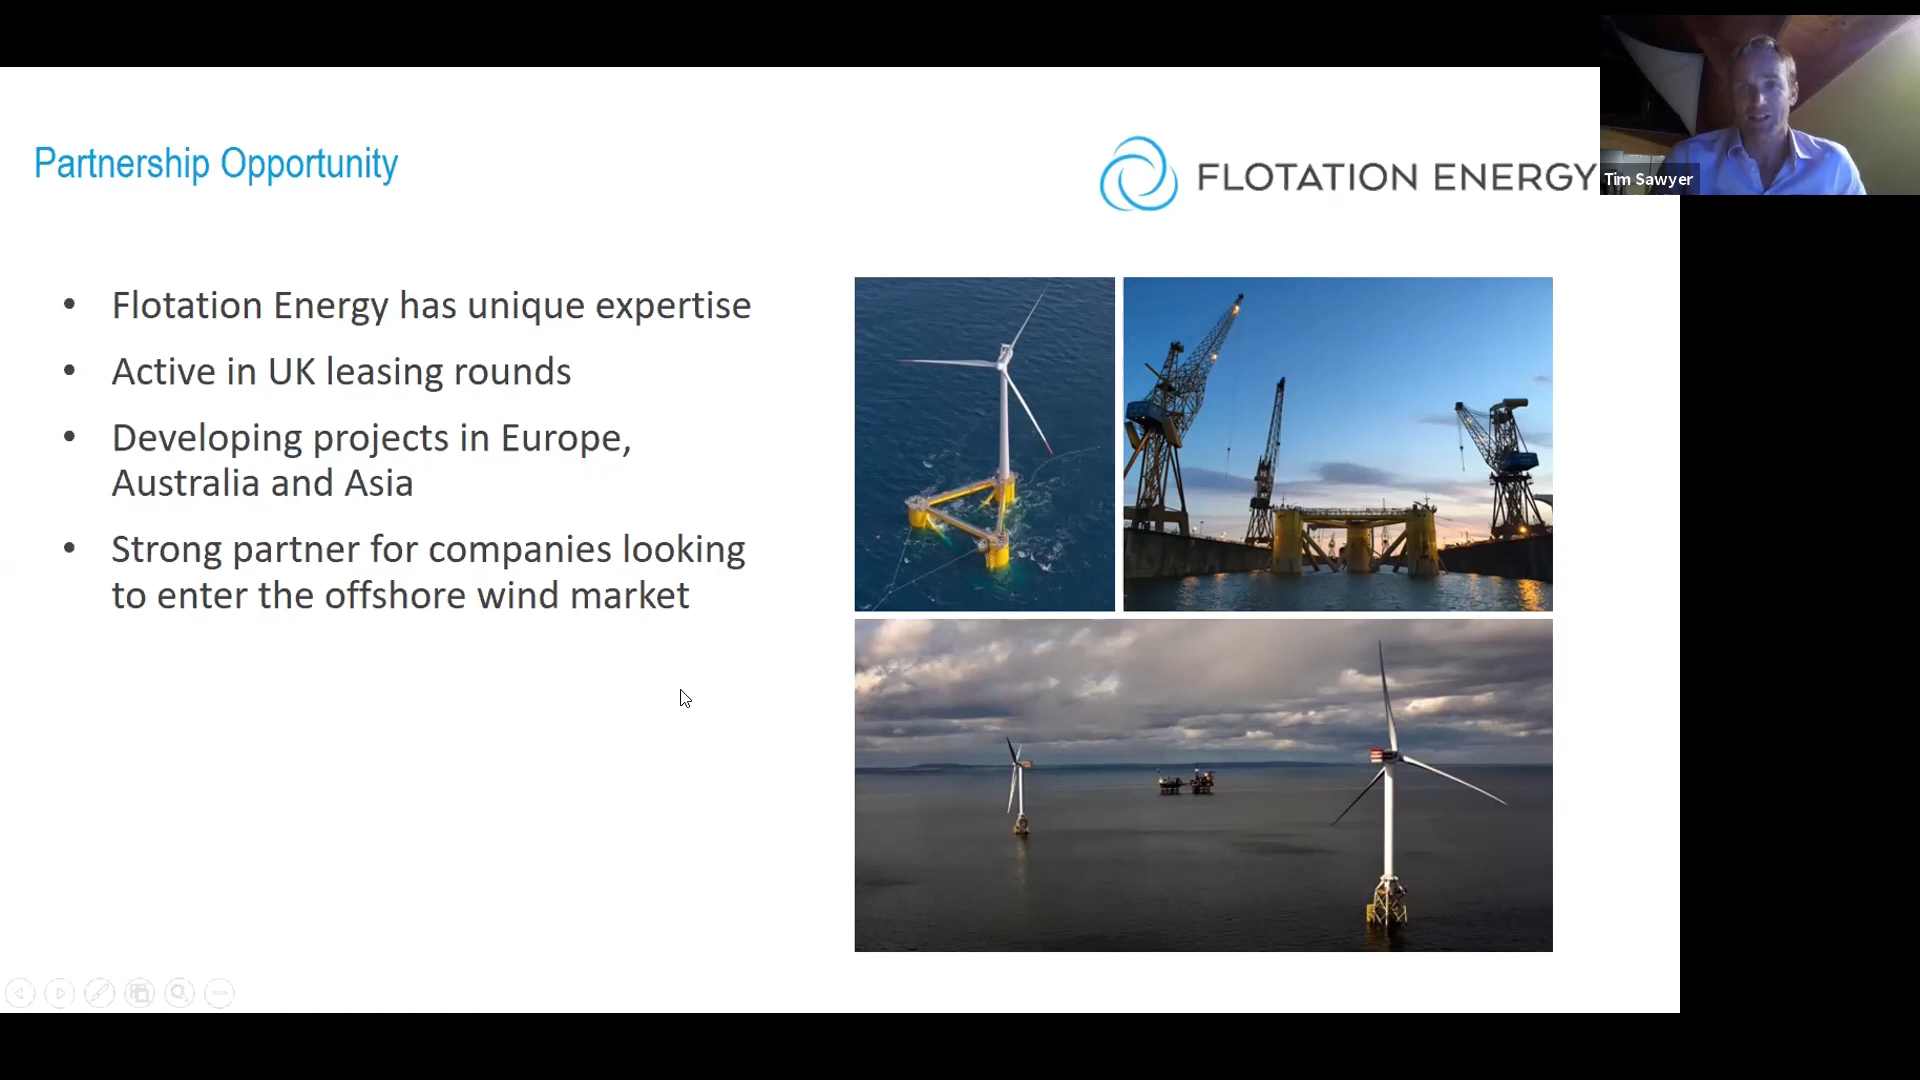 Partnership Opportunity
FLOTATION ENERGY
Tim Sawyer
• Flotation Energy has unique expertise
• Active in UK leasing rounds
• Developing projects in Europe,
Australia and Asia
• Strong partner for companies looking
to enter the offshore wind market